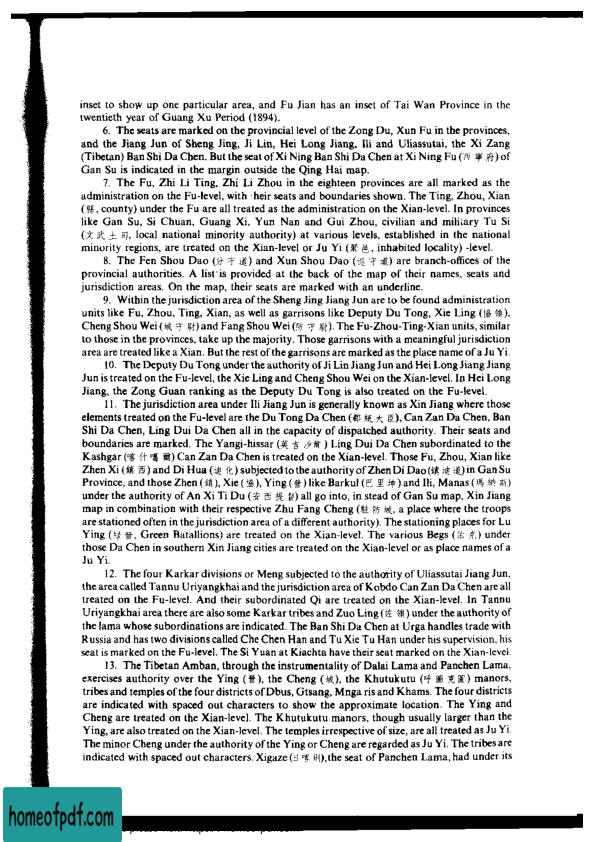 inset to show up one particular area, and Fu Jian has an inset of Tai Wan Province in the
twentieth year of Guang Xu Period (1894).
6. The seats are marked on the provincial level of the Zong Du, Xun Fu in the provinces,
and the Jiang Jun of Sheng Jing, Ji Lin, Hei Long Jiang, Ili and Uliassutai, the Xi Zang
(Tibetan) Ban Shi Da Chen. But the seat of Xi Ning Ban Shi Da Chen at Xi Ning Fu (西寧府) of
Gan Su is indicated in the margin outside the Qing Hai map.
7. The Fu, Zhi Li Ting, Zhi Li Zhou in the eighteen provinces are all marked as the
administration on the Fu-level, with their seats and boundaries shown. The Ting, Zhou, Xian
(縣, county) under the Fu are all treated as the administration on the Xian-level. In provinces
like Gan Su, Si Chuan, Guang Xi, Yun Nan and Gui Zhou, civilian and military Tu Si
(文武土司, local national minority authority) at various levels, established in the national
minority regions, are treated on the Xian-level or Ju Yi (聚邑, inhabited locality) -level.
8. The Fen Shou Dao (分守道) and Xun Shou Dao (巡守道) are branch-offices of the
provincial authorities. A list is provided at the back of the map of their names, seats and
jurisdiction areas. On the map, their seats are marked with an underline.
9. Within the jurisdiction area of the Sheng Jing Jiang Jun are to be found administration
units like Fu, Zhou, Ting, Xian, as well as garrisons like Deputy Du Tong, Xie Ling (協領),
Cheng Shou Wei (城守尉) and Fang Shou Wei (防守尉). The Fu-Zhou-Ting-Xian units, similar
to those in the provinces, take up the majority. Those garrisons with a meaningful jurisdiction
area are treated like a Xian. But the rest of the garrisons are marked as the place name of a Ju Yi.
10. The Deputy Du Tong under the authority of Ji Lin Jiang Jun and Hei Long Jiang Jiang
Jun is treated on the Fu-level, the Xie Ling and Cheng Shou Wei on the Xian-level. In Hei Long
Jiang, the Zong Guan ranking as the Deputy Du Tong is also treated on the Fu-level.
11. The jurisdiction area under Ili Jiang Jun is generally known as Xin Jiang where those
elements treated on the Fu-level are the Du Tong Da Chen (都統大臣), Can Zan Da Chen, Ban
Shi Da Chen, Ling Dui Da Chen all in the capacity of dispatched authority. Their seats and
boundaries are marked. The Yangi-hissar (英吉沙爾) Ling Dui Da Chen subordinated to the
Kashgar (喀什噶爾) Can Zan Da Chen is treated on the Xian-level. Those Fu, Zhou, Xian like
Zhen Xi (鎮西) and Di Hua (迪化) subjected to the authority of Zhen Di Dao (鎮迪道) in Gan Su
Province, and those Zhen (鎮), Xie (協), Ying (營) like Barkul (巴里坤) and Ili, Manas (瑪納斯)
under the authority of An Xi Ti Du (安西提督) all go into, in stead of Gan Su map, Xin Jiang
map in combination with their respective Zhu Fang Cheng (駐防城, a place where the troops
are stationed often in the jurisdiction area of a different authority). The stationing places for Lu
Ying (綠營, Green Batallions) are treated on the Xian-level. The various Begs (伯克) under
those Da Chen in southern Xin Jiang cities are treated on the Xian-level or as place names of a
Ju Yi.
12. The four Karkar divisions or Meng subjected to the authority of Uliassutai Jiang Jun,
the area called Tannu Uriyangkhai and the jurisdiction area of Kobdo Can Zan Da Chen are all
treated on the Fu-level. And their subordinated Qi are treated on the Xian-level. In Tannu
Uriyangkhai area there are also some Karkar tribes and Zuo Ling (佐領) under the authority of
the lama whose subordinations are indicated. The Ban Shi Da Chen at Urga handles trade with
Russia and has two divisions called Che Chen Han and Tu Xie Tu Han under his supervision, his
seat is marked on the Fu-level. The Si Yuan at Kiachta have their seat marked on the Xian-level.
13. The Tibetan Amban, through the instrumentality of Dalai Lama and Panchen Lama,
exercises authority over the Ying (營), the Cheng (城), the Khutukutu (呼圖克圖) manors,
tribes and temples of the four districts of Dbus, Gtsang, Mnga ris and Khams. The four districts
are indicated with spaced out characters to show the approximate location. The Ying and
Cheng are treated on the Xian-level. The Khutukutu manors, though usually larger than the
Ying, are also treated on the Xian-level. The temples irrespective of size, are all treated as Ju Yi.
The minor Cheng under the authority of the Ying or Cheng are regarded as Ju Yi. The tribes are
indicated with spaced out characters. Xigaze (日喀則), the seat of Panchen Lama, had under its
homeofpdf.com